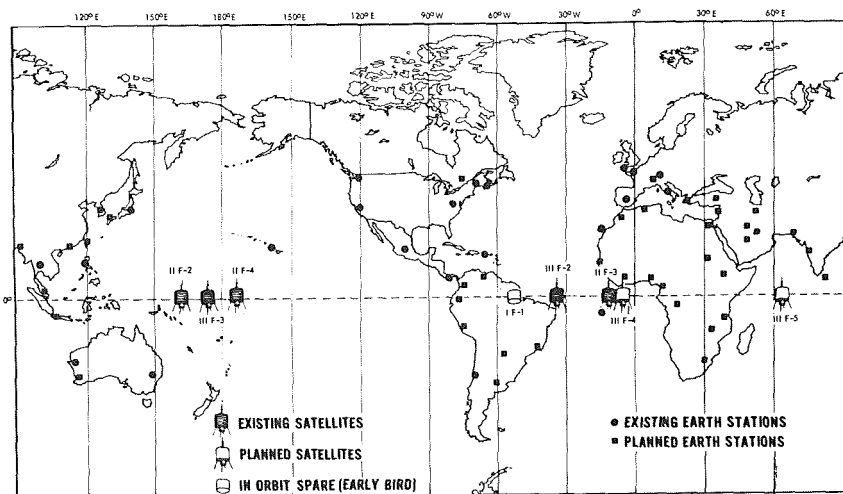 120°E 150°E 180° 150°E 120°E 90°W 60°W 30°W 0° 30°E 60°E
II F-2 II F-4 III F-2 II F-3
0°
III F-3 I F-1 III F-4 III F-5
EXISTING SATELLITES
PLANNED SATELLITES
IN ORBIT SPARE (EARLY BIRD)
EXISTING EARTH STATIONS
PLANNED EARTH STATIONS